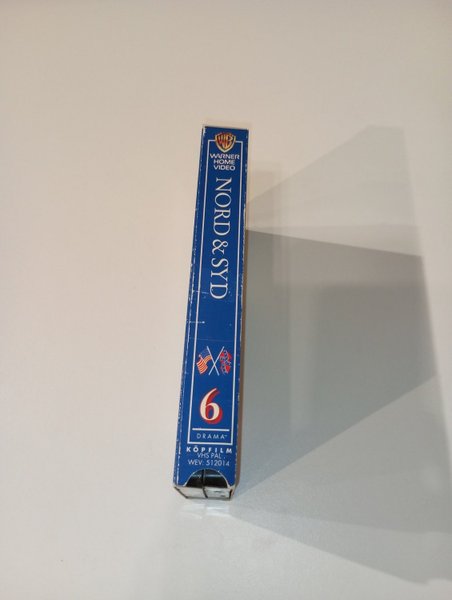 WB
WARNER
HOME
VIDEO
NORD & SYD
6
DRAMA
KÖPFILM
VHS PAL
WEV. 512014